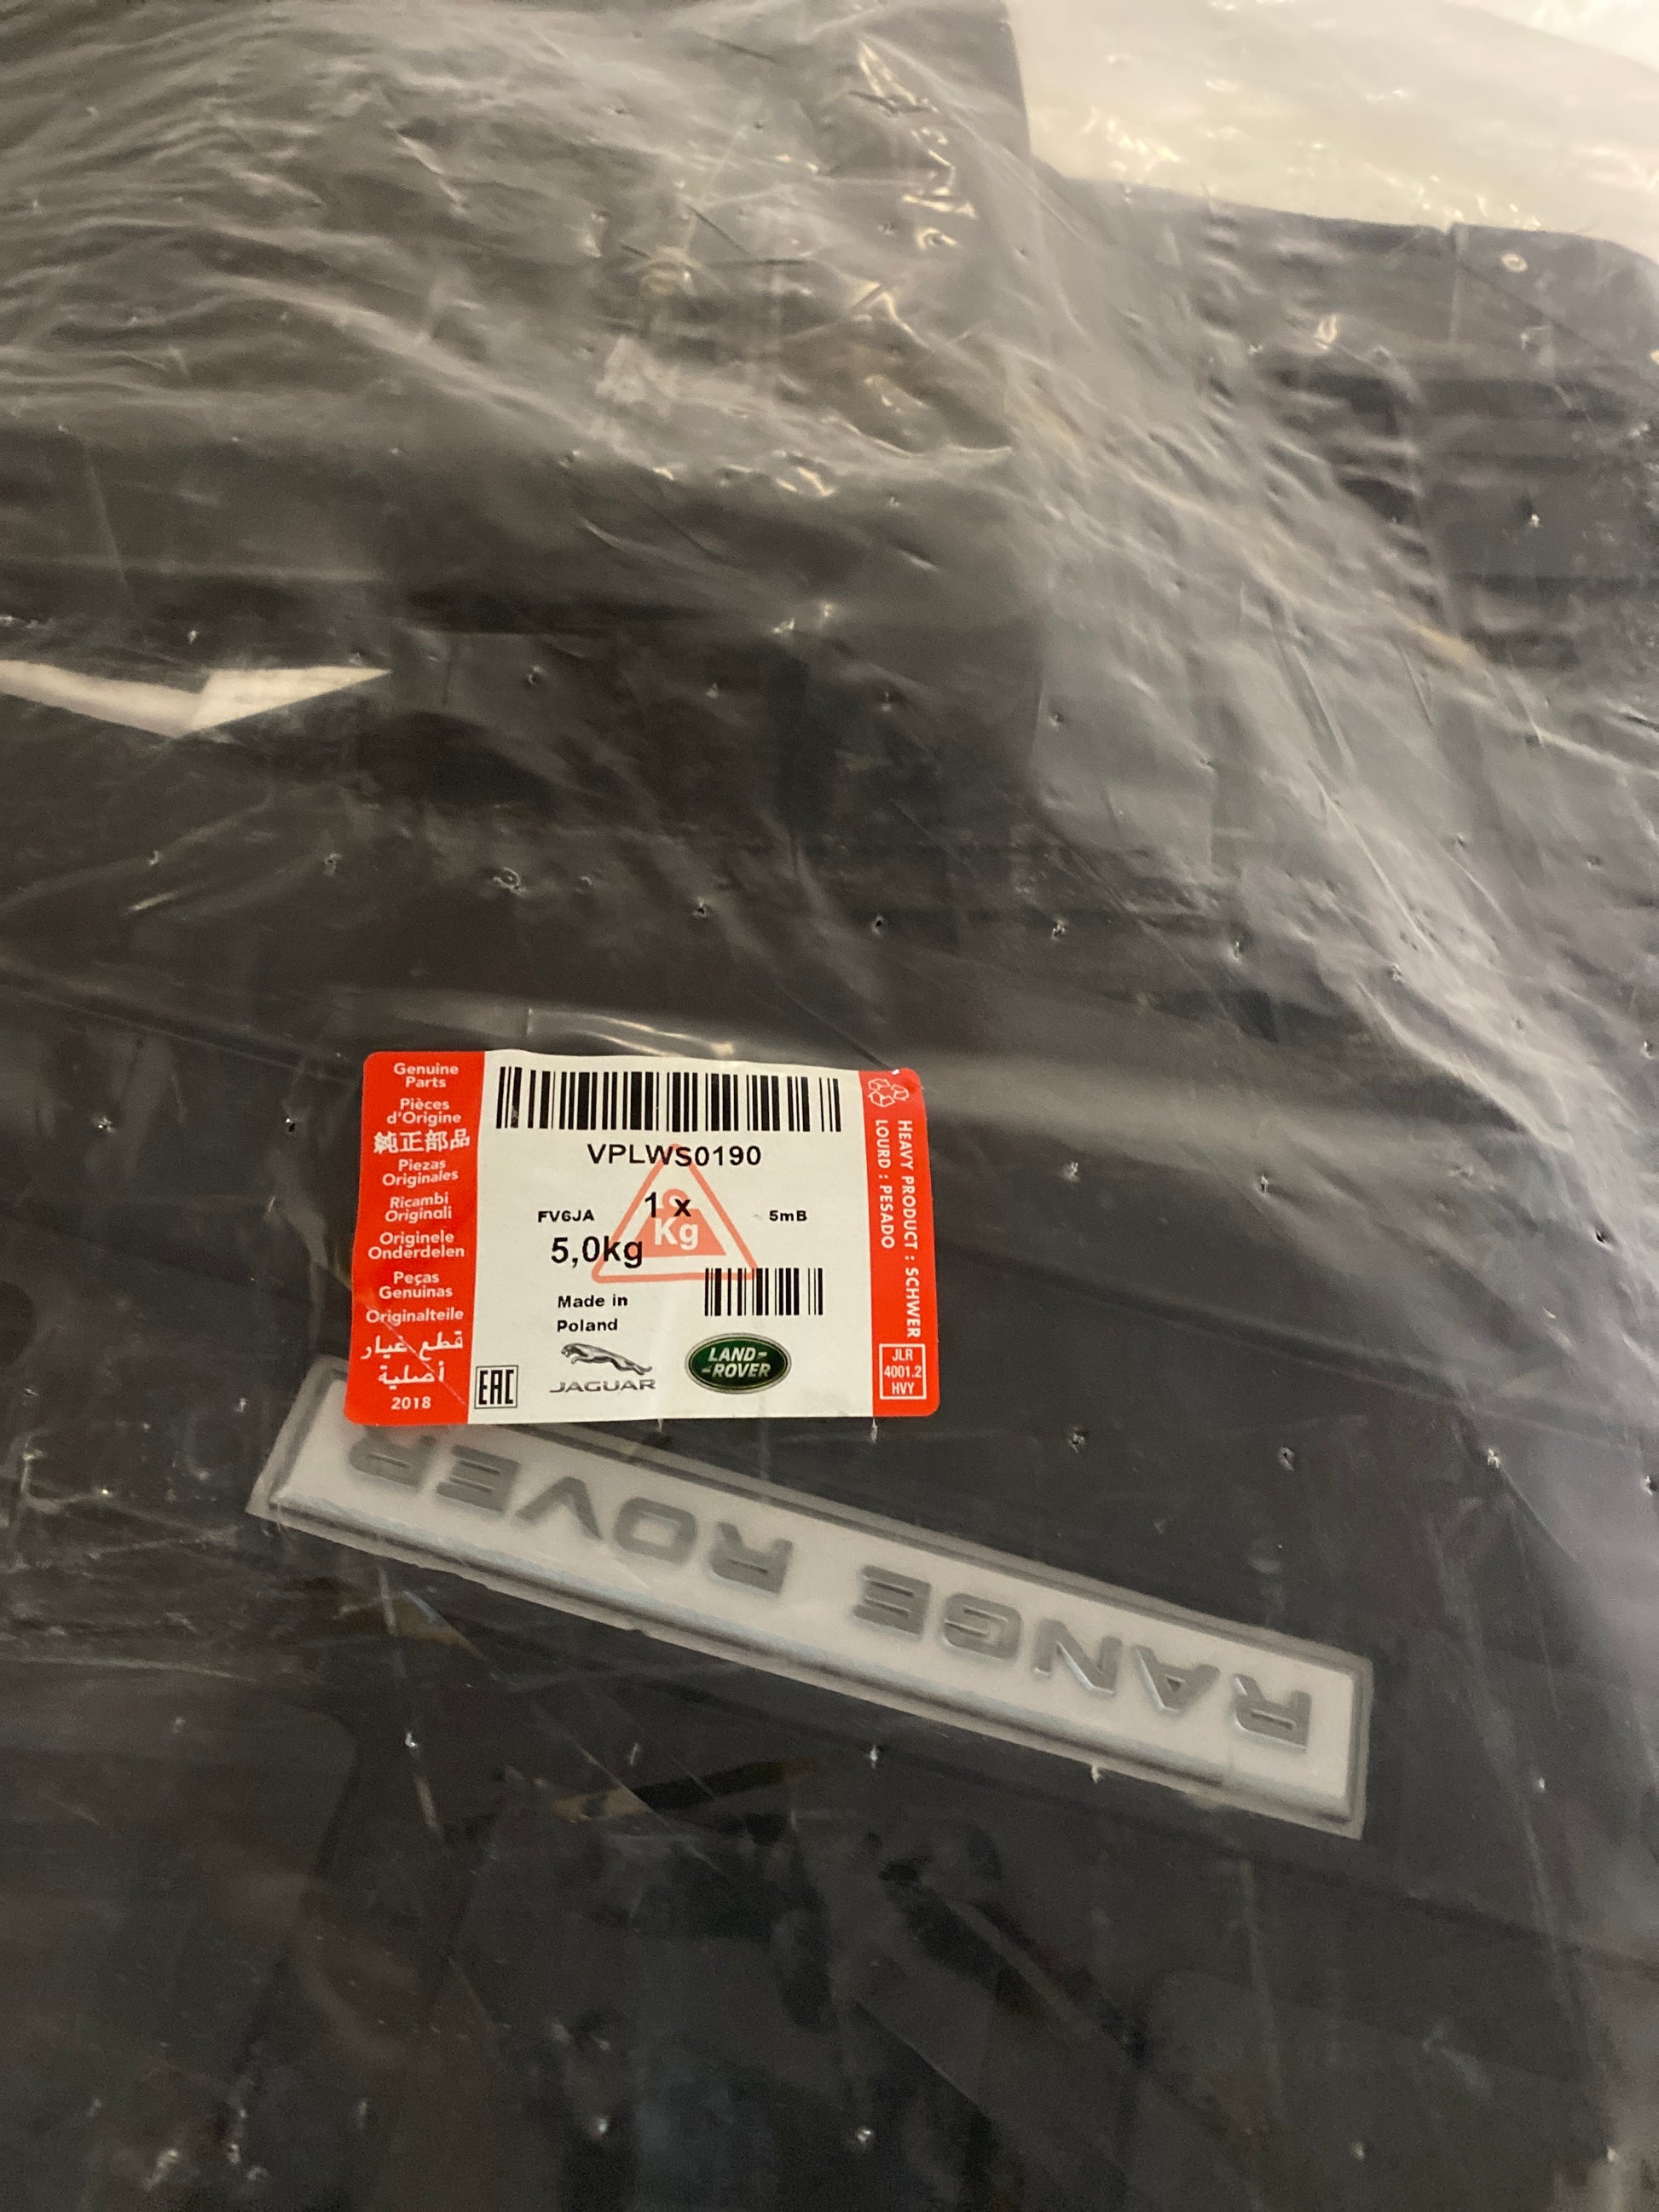 Genuine
Parts
Pièces
d'Origine
純正部品
Piezas
Originales
Ricambi
Originali
Originele
Onderdelen
Peças
Genuinas
Originalteile
قطع غيار
أصلية
2018
VPLWS0190
FV6JA
1 x
5mB
Kg
5,0kg
Made in
Poland
EAC
JAGUAR
LAND-
-ROVER
HEAVY PRODUCT : SCHWER
LOURD : PESADO
JLR
4001.2
HVY
RANGE ROVER